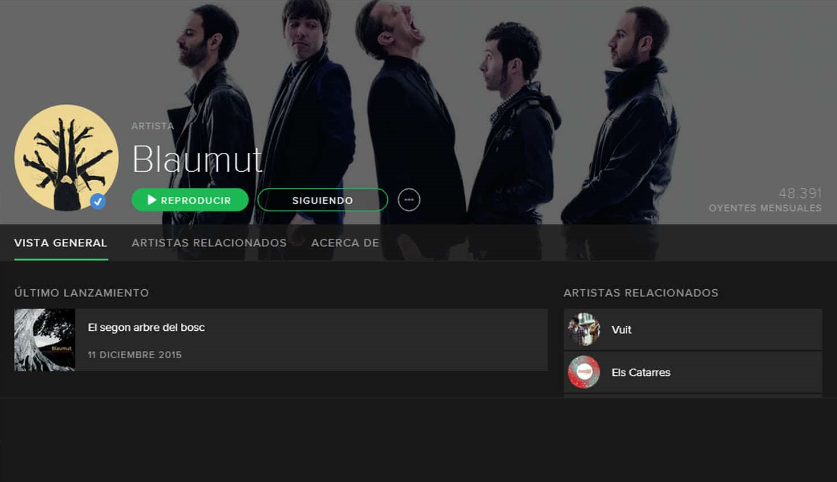 ARTISTA
Blaumut
REPRODUCIR
SIGUIENDO
48.391
OYENTES MENSUALES
VISTA GENERAL
ARTISTAS RELACIONADOS
ACERCA DE
ÚLTIMO LANZAMIENTO
Blaumut
El segon arbre del bosc
11 DICIEMBRE 2015
ARTISTAS RELACIONADOS
Vuit
Els Catarres